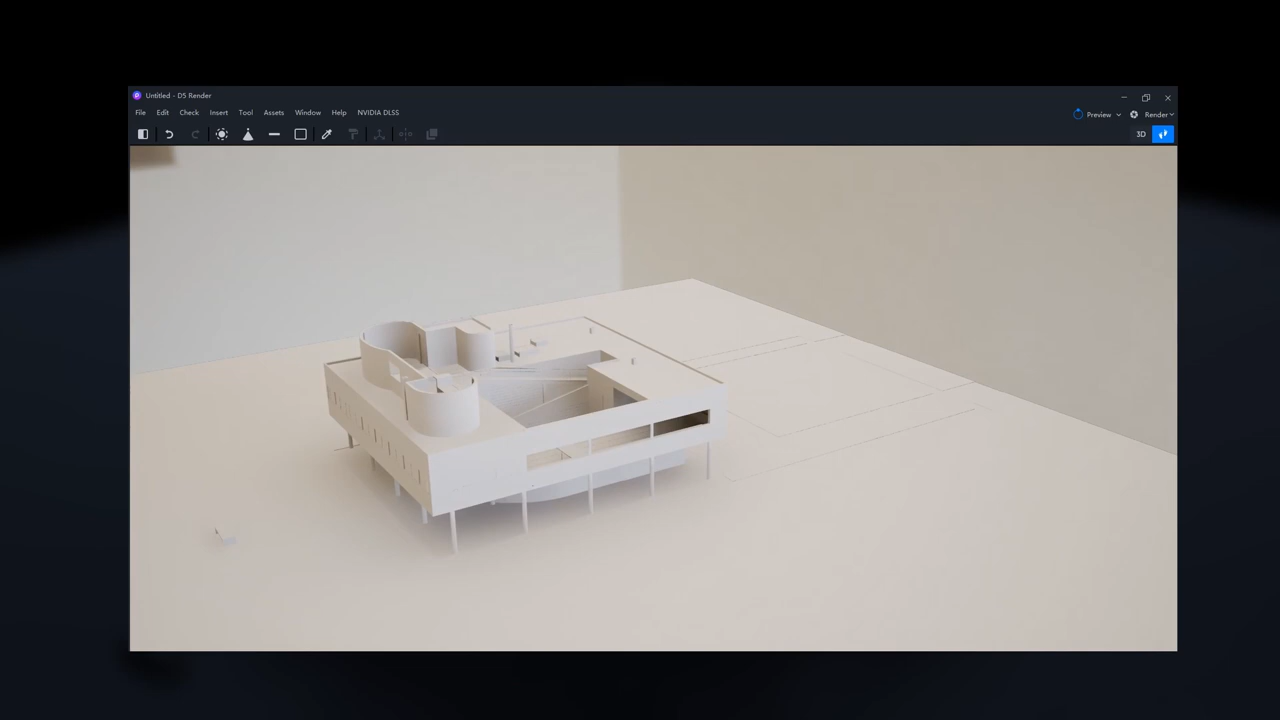 Untitled - D5 Render
File Edit Check Insert Tool Assets Window Help NVIDIA DLSS
Preview Render
3D